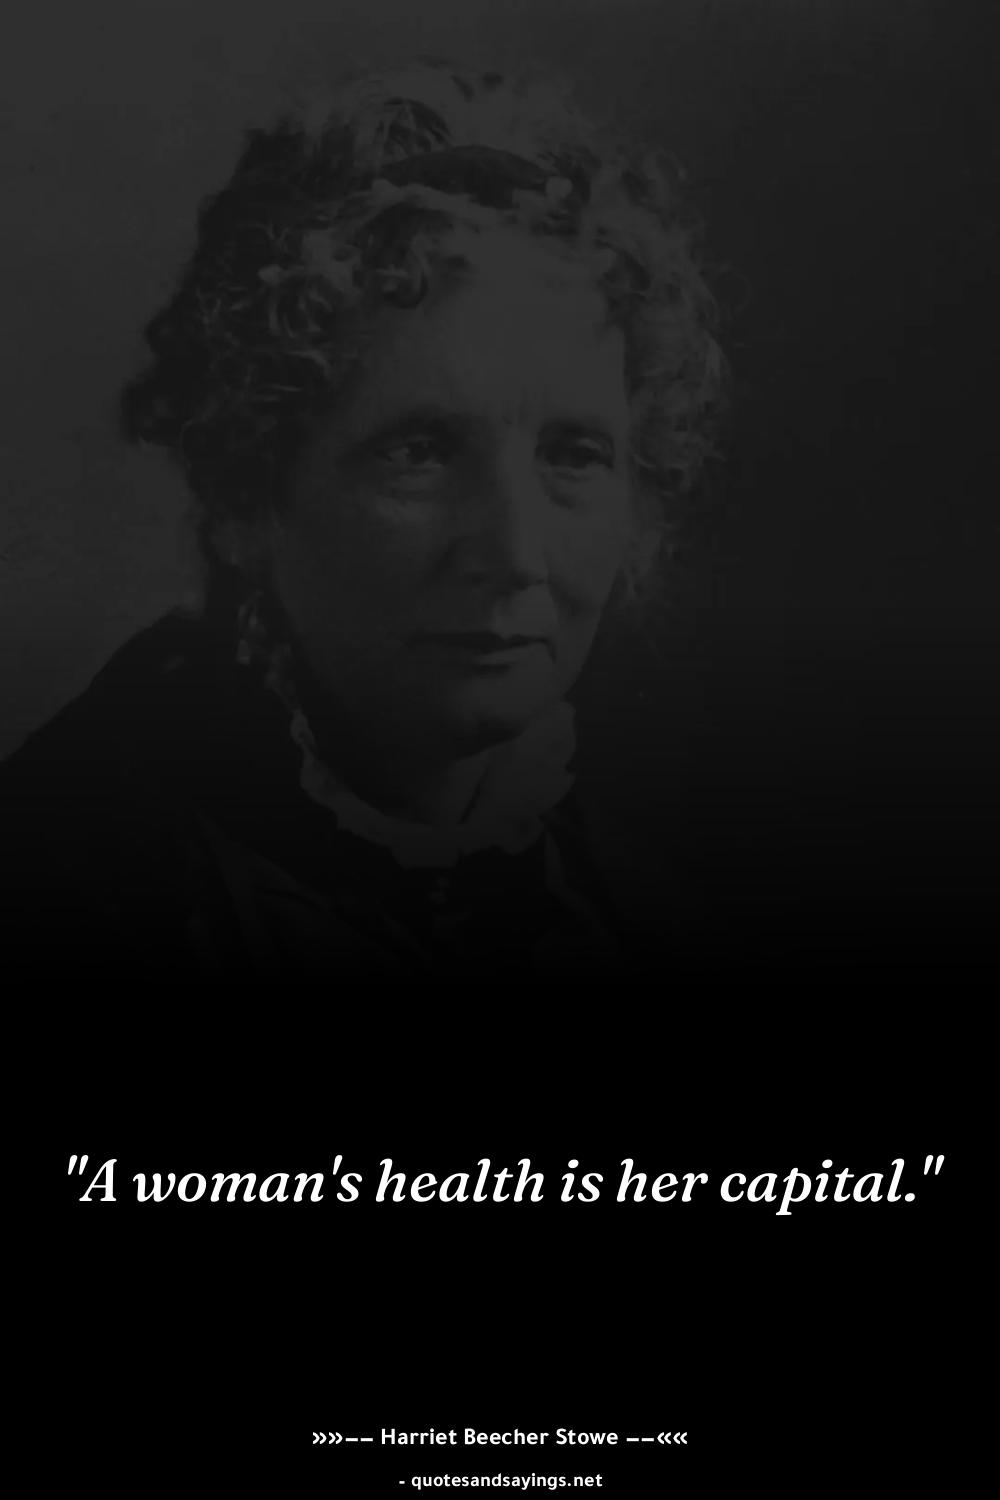 "A woman's health is her capital."
»»–– Harriet Beecher Stowe ––««
- quotesandsayings.net